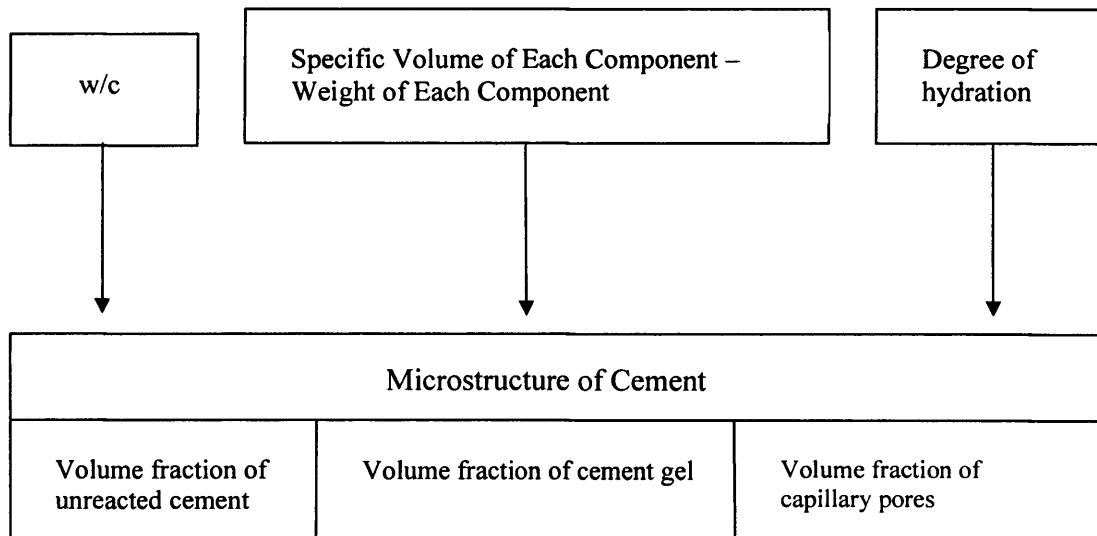 w/c
Specific Volume of Each Component –
Weight of Each Component
Degree of
hydration
Microstructure of Cement
Volume fraction of
unreacted cement
Volume fraction of cement gel
Volume fraction of
capillary pores